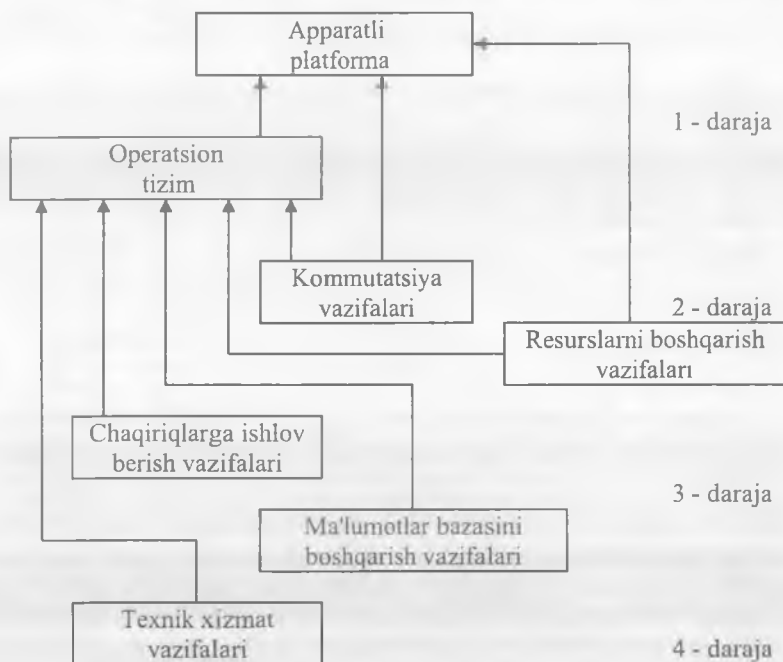 Apparatli
platforma
1 - daraja
Operatsion
tizim
Kommutatsiya
vazifalari
2 - daraja
Resurslarni boshqarish
vazifaları
Chaqiriqlarga ishlov
berish vazifalari
3 - daraja
Ma'lumotlar bazasini
boshqarish vazifalari
Texnik xizmat
vazifalari
4 - daraja